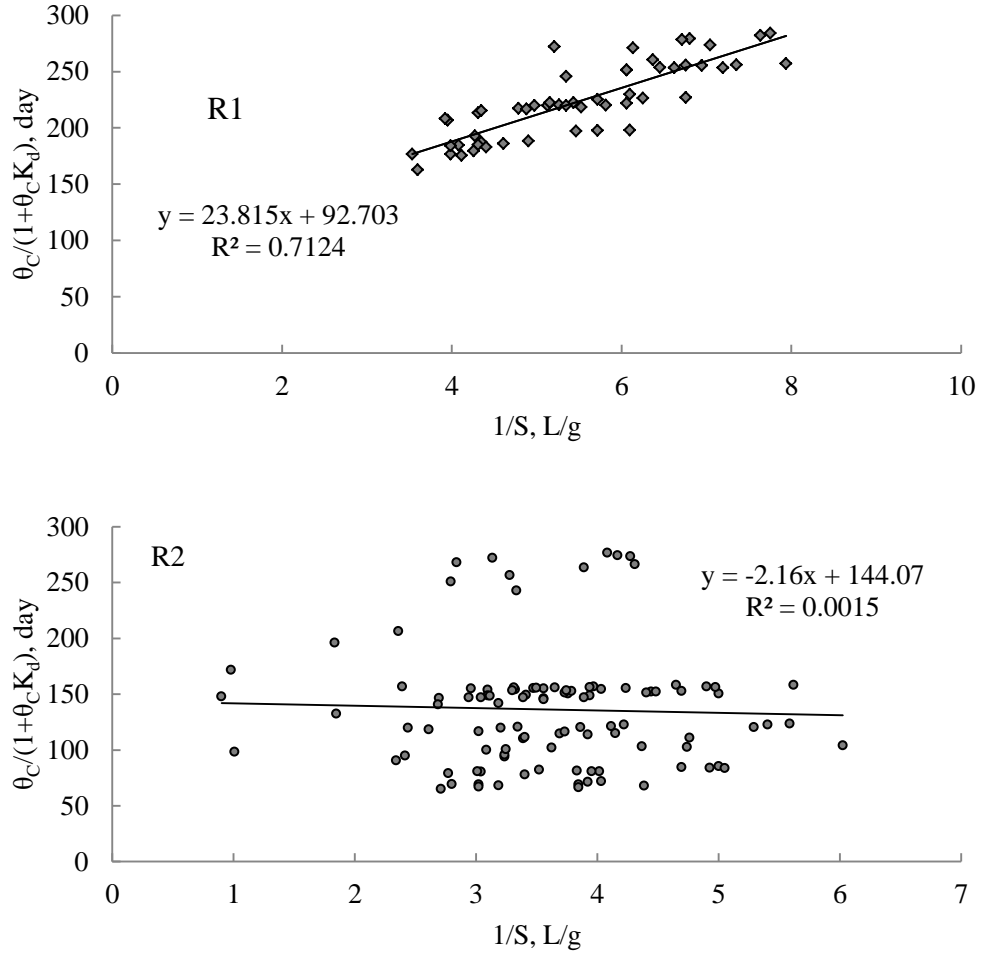 300
250
200
150
100
50
0
θC/(1+θCKd), day
R1
y = 23.815x + 92.703
R² = 0.7124
0 2 4 6 8 10
1/S, L/g
300
250
200
150
100
50
0
θC/(1+θCKd), day
R2
y = -2.16x + 144.07
R² = 0.0015
0 1 2 3 4 5 6 7
1/S, L/g